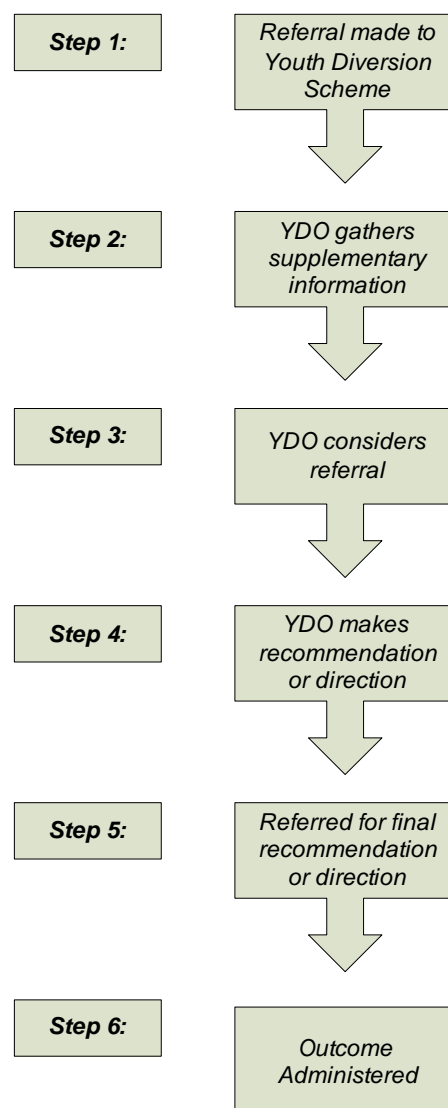 Step 1:
Referral made to
Youth Diversion
Scheme
Step 2:
YDO gathers
supplementary
information
Step 3:
YDO considers
referral
Step 4:
YDO makes
recommendation
or direction
Step 5:
Referred for final
recommendation
or direction
Step 6:
Outcome
Administered